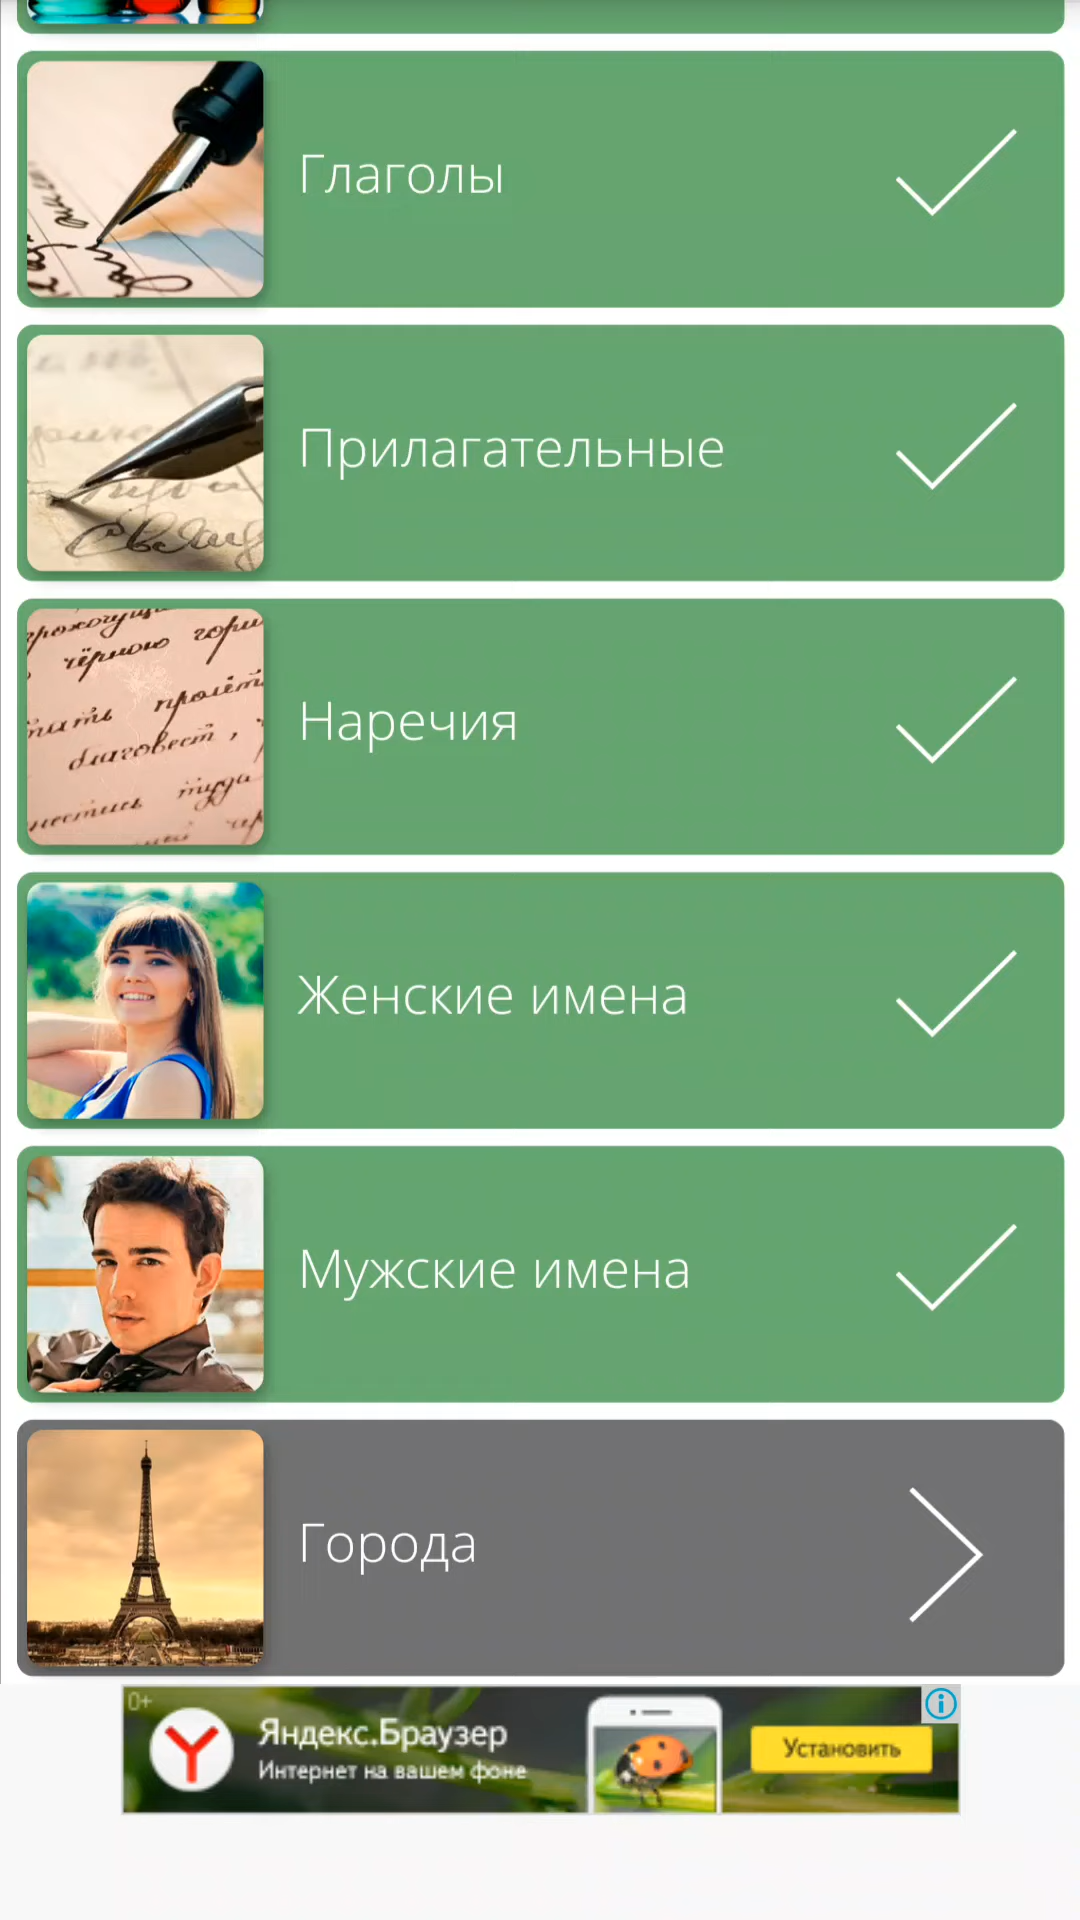 Глаголы
Прилагательные
Наречия
Женские имена
Мужские имена
Города
0+
Яндекс.Браузер
Интернет на вашем фоне
Установить